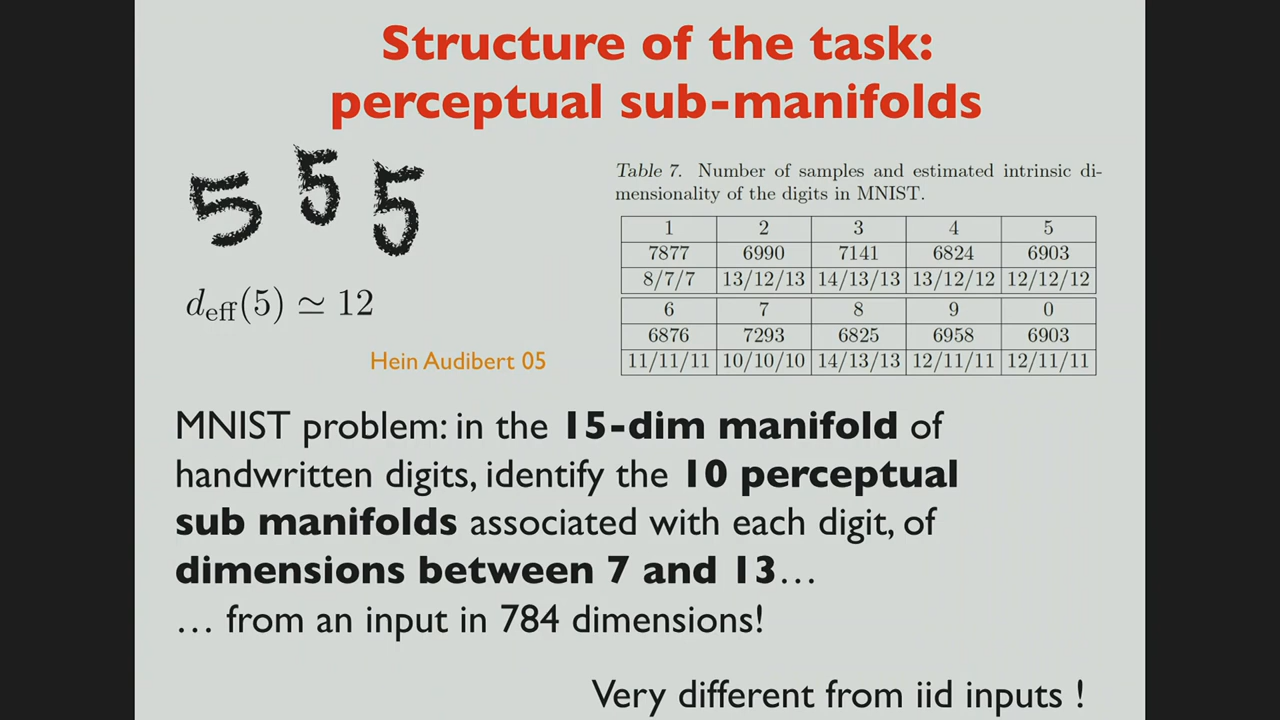 Structure of the task:
perceptual sub-manifolds
5 5 5
d_eff(5) ≃ 12
Hein Audibert 05
Table 7. Number of samples and estimated intrinsic di-
mensionality of the digits in MNIST.
1 2 3 4 5
7877 6990 7141 6824 6903
8/7/7 13/12/13 14/13/13 13/12/12 12/12/12
6 7 8 9 0
6876 7293 6825 6958 6903
11/11/11 10/10/10 14/13/13 12/11/11 12/11/11
MNIST problem: in the 15-dim manifold of
handwritten digits, identify the 10 perceptual
sub manifolds associated with each digit, of
dimensions between 7 and 13…
… from an input in 784 dimensions!
Very different from iid inputs !